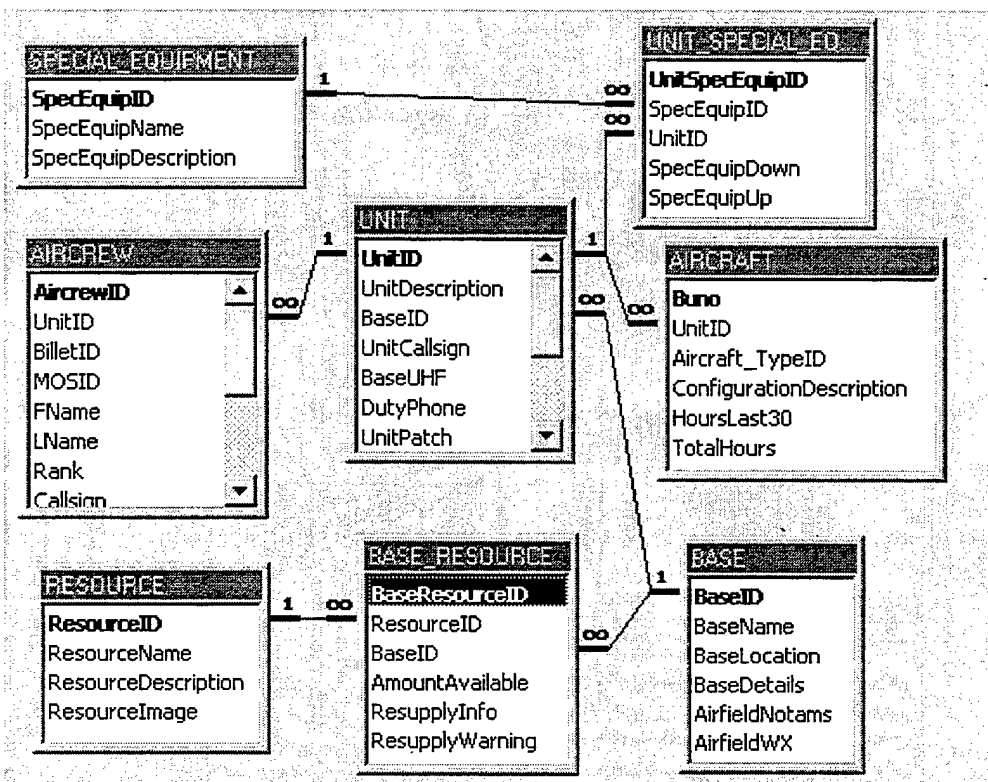 SPECIAL_EQUIPMENT
SpecEquipID
SpecEquipName
SpecEquipDescription
1
∞
∞
UNIT_SPECIAL_EQ...
UnitSpecEquipID
SpecEquipID
UnitID
SpecEquipDown
SpecEquipUp
AIRCREW
AircrewID
UnitID
BilletID
MOSID
FName
LName
Rank
Callsign
∞
1
UNIT
UnitID
UnitDescription
BaseID
UnitCallsign
BaseUHF
DutyPhone
UnitPatch
1
∞
∞
AIRCRAFT
Buno
UnitID
Aircraft_TypeID
ConfigurationDescription
HoursLast30
TotalHours
RESOURCE
ResourceID
ResourceName
ResourceDescription
ResourceImage
1
∞
BASE_RESOURCE
BaseResourceID
ResourceID
BaseID
AmountAvailable
ResupplyInfo
ResupplyWarning
∞
1
BASE
BaseID
BaseName
BaseLocation
BaseDetails
AirfieldNotams
AirfieldWX